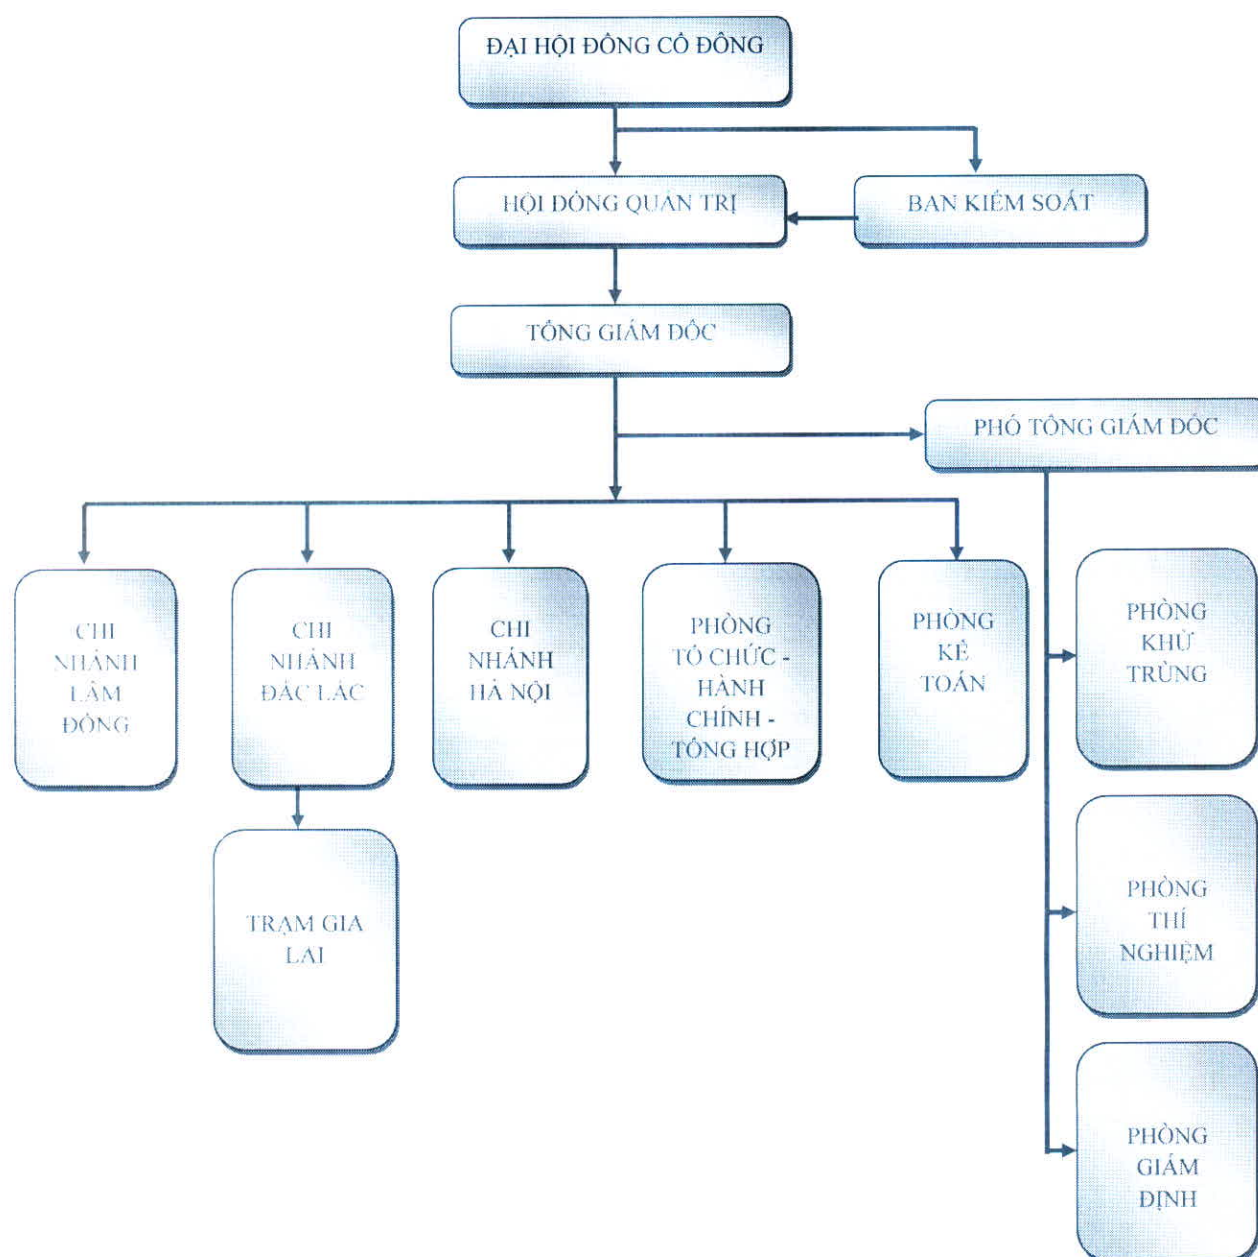 ĐẠI HỘI ĐỒNG CỔ ĐÔNG
HỘI ĐỒNG QUẢN TRỊ
BAN KIỂM SOÁT
TỔNG GIÁM ĐỐC
PHÓ TỔNG GIÁM ĐỐC
CHI
NHÁNH
LÂM
ĐỒNG
CHI
NHÁNH
ĐẮC LẮC
CHI
NHÁNH
HÀ NỘI
PHÒNG
TỔ CHỨC -
HÀNH
CHÍNH -
TỔNG HỢP
PHÒNG
KẾ
TOÁN
PHÒNG
KHỬ
TRÙNG
TRẠM GIA
LAI
PHÒNG
THÍ
NGHIỆM
PHÒNG
GIÁM
ĐỊNH